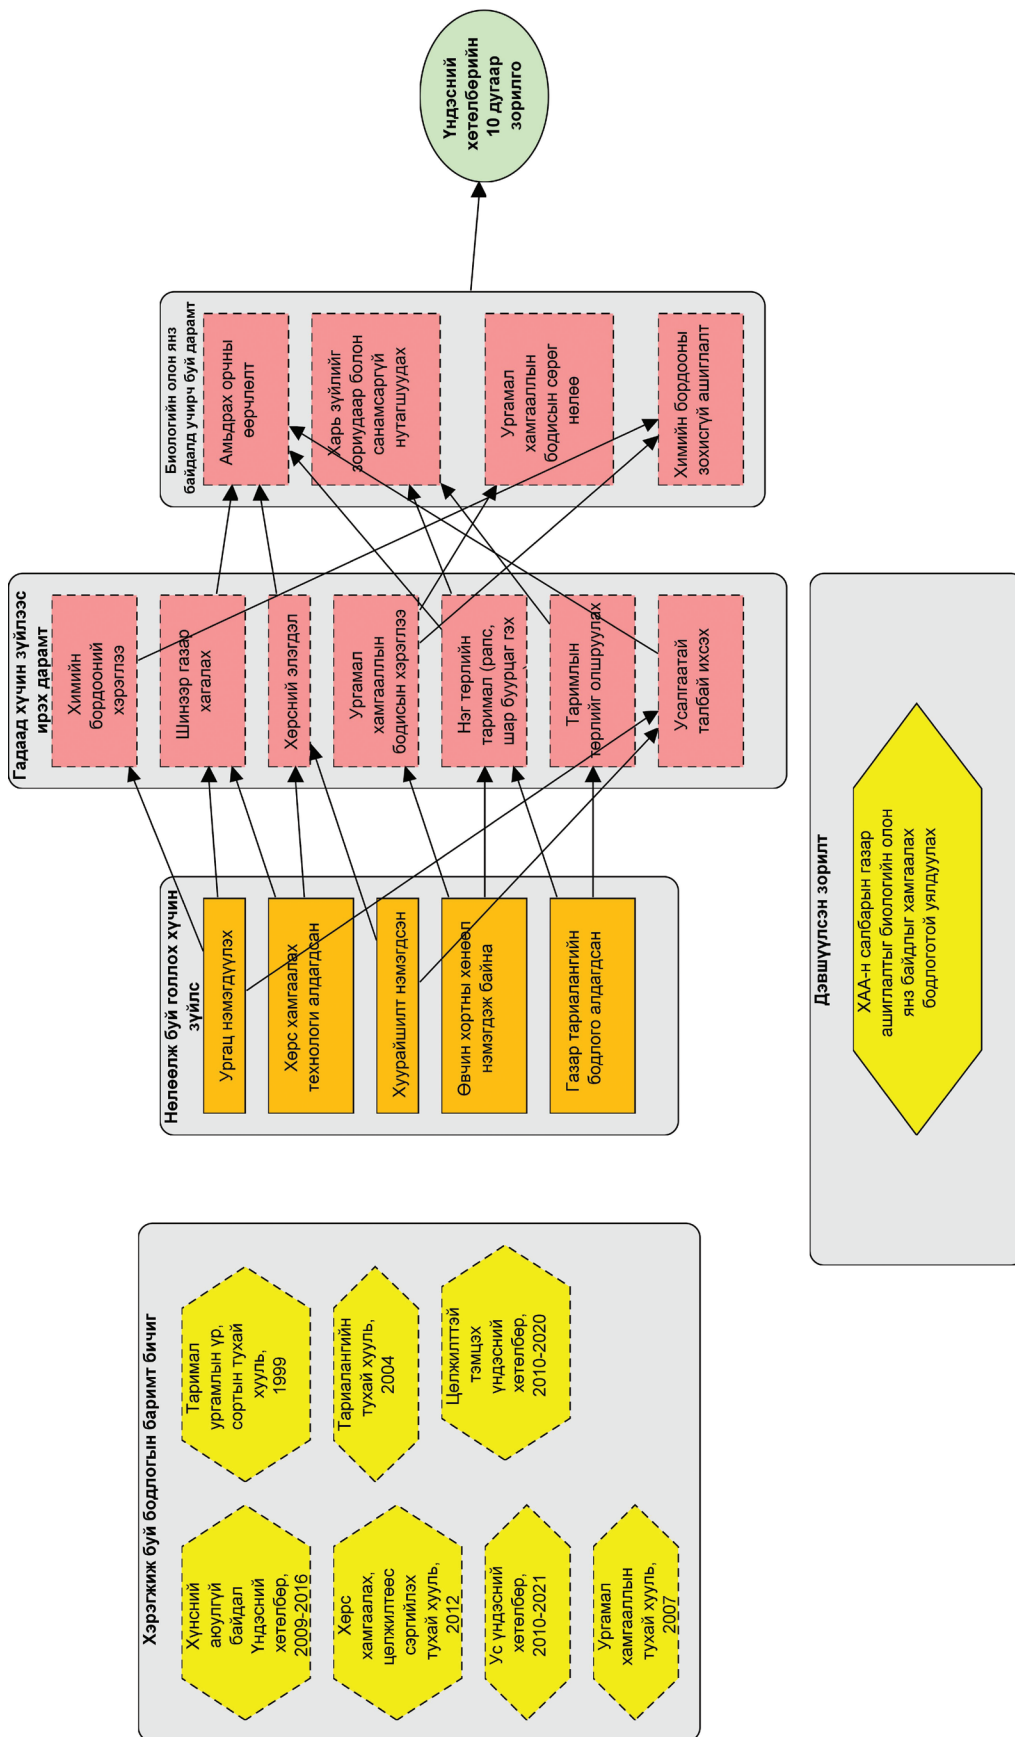 Хэрэгжиж буй бодлогын баримт бичиг
Хүнсний
аюулгүй
байдал
Үндэсний
хөтөлбөр,
2009-2016
Таримал
ургамлын үр,
сортын тухай
хууль,
1999
Хөрс
хамгаалах,
цөлжилтөөс
сэргийлэх
тухай хууль,
2012
Тариалангийн
тухай хууль,
2004
Ус үндэсний
хөтөлбөр,
2010-2021
Цөлжилттэй
тэмцэх
үндэсний
хөтөлбөр,
2010-2020
Ургамал
хамгааллын
тухай хууль,
2007
Нөлөөлж буй голлох хүчин
зүйлс
Ургац нэмэгдүүлэх
Хөрс хамгаалах
технологи алдагдсан
Хуурайшилт нэмэгдсэн
Өвчин хортны хөнөөл
нэмэгдэж байна
Газар тариалангийн
бодлого алдагдсан
Гадаад хүчин зүйлээс
ирэх дарамт
Химийн
бордооний
хэрэглээ
Шинээр газар
хагалах
Хөрсний элэгдэл
Ургамал
хамгааллын
бодисын хэрэглээ
Нэг төрлийн
таримал (рапс,
шар буурцаг гэх
Таримлын
төрлийг олшруулах
Усалгаатай
талбай ихсэх
Биологийн олон янз
байдалд учирч буй дарамт
Амьдрах орчны
өөрчлөлт
Харь зүйлийг
зориудаар болон
санамсаргүй
нутагшуудах
Ургамал
хамгааллын
бодисын сөрөг
нөлөө
Химийн бордооны
зохисгүй ашиглалт
Үндэсний
хөтөлбөрийн
10 дугаар
зорилго
Дэвшүүлсэн зорилт
ХАА-н салбарын газар
ашиглалтыг биологийн олон
янз байдлыг хамгаалах
бодлоготой уялдуулах